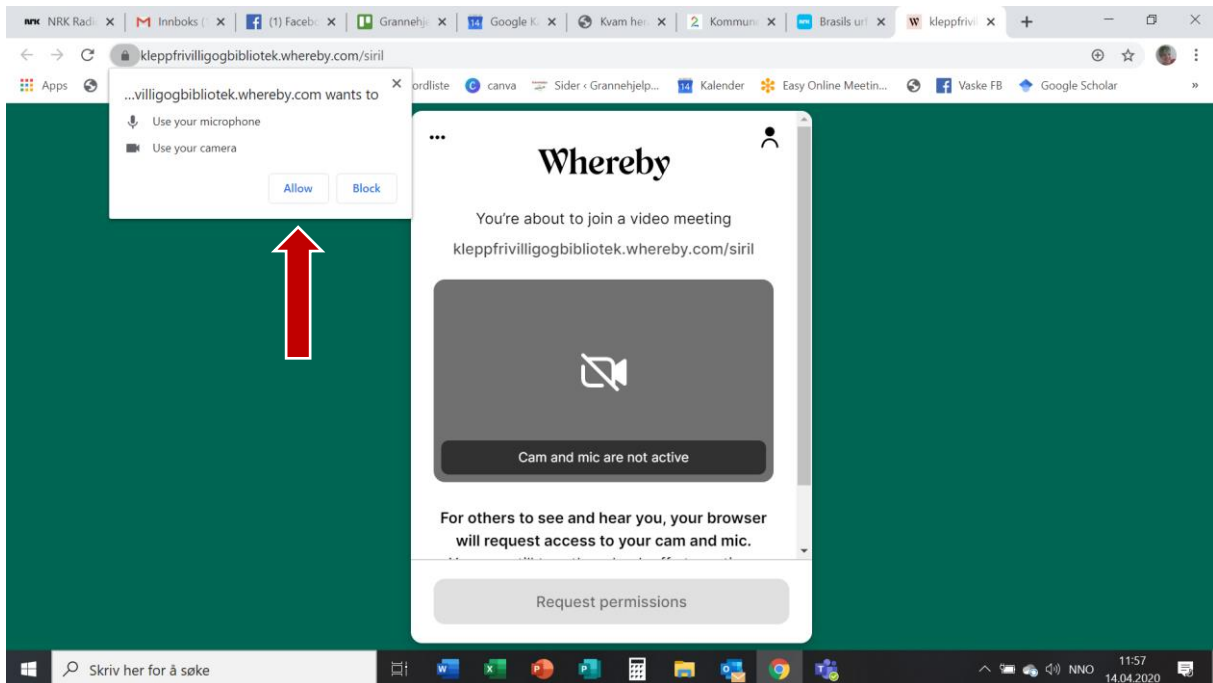 NRK Radi
Innboks (
(1) Facebo
Grannehj
Google K
Kvam her
Kommun
Brasils url
kleppfrivil
kleppfrivilligogbibliotek.whereby.com/siril
Apps
ordliste
canva
Sider ‹ Grannehjelp...
14 Kalender
Easy Online Meetin...
Vaske FB
Google Scholar
»
...villigogbibliotek.whereby.com wants to
Use your microphone
Use your camera
Allow
Block
Whereby
You're about to join a video meeting
kleppfrivilligogbibliotek.whereby.com/siril
Cam and mic are not active
For others to see and hear you, your browser
will request access to your cam and mic.
Request permissions
Skriv her for å søke
NNO
11:57
14.04.2020